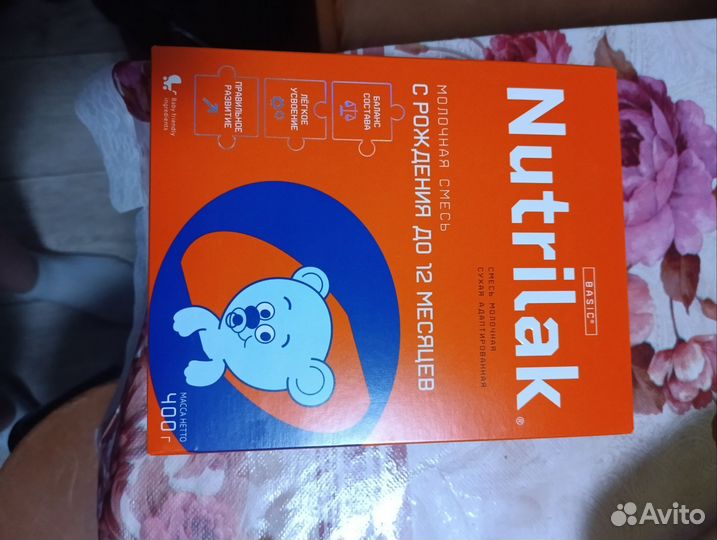 Nutrilak®
BASIC®
СМЕСЬ МОЛОЧНАЯ
СУХАЯ АДАПТИРОВАННАЯ
МОЛОЧНАЯ СМЕСЬ
С РОЖДЕНИЯ ДО 12 МЕСЯЦЕВ
БАЛАНС
СОСТАВА
ЛЁГКОЕ
УСВОЕНИЕ
ПРАВИЛЬНОЕ
РАЗВИТИЕ
Baby friendly
ingredients
МАССА НЕТТО
400 г
Avito